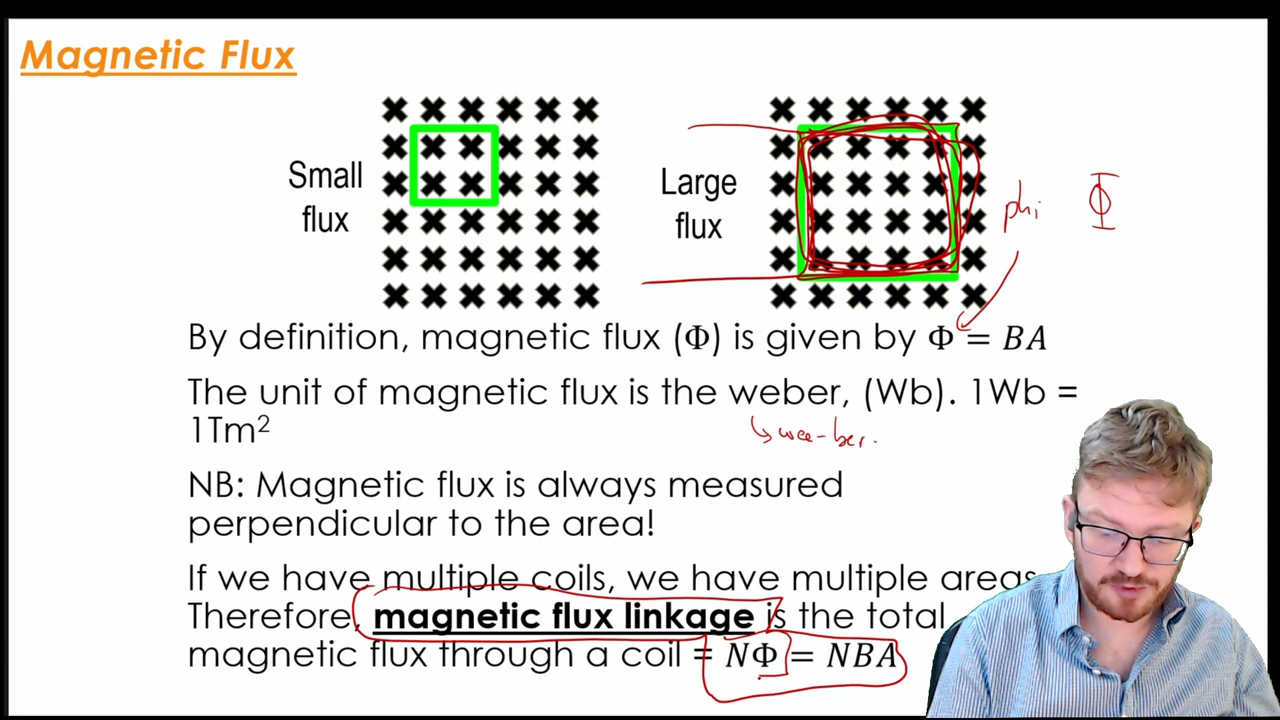 Magnetic Flux
Small
flux
Large
flux
phi Φ
By definition, magnetic flux (Φ) is given by Φ = BA
The unit of magnetic flux is the weber, (Wb). 1Wb =
1Tm²
↳ wee-ber.
NB: Magnetic flux is always measured
perpendicular to the area!
If we have multiple coils, we have multiple areas
Therefore, magnetic flux linkage is the total
magnetic flux through a coil = NΦ = NBA